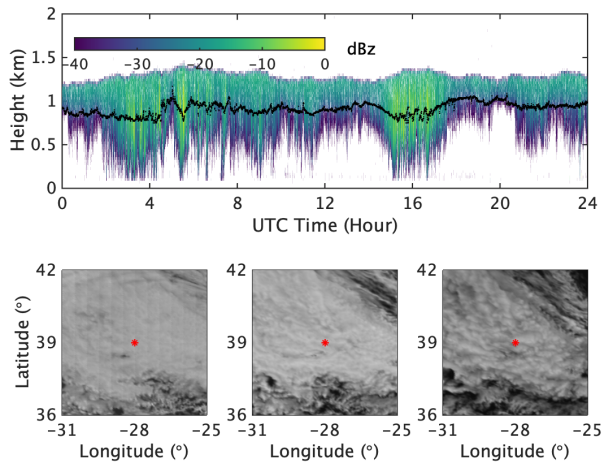 2
1.5
1
0.5
0
Height (km)
−40 −30 −20 −10 0
dBz
0 4 8 12 16 20 24
UTC Time (Hour)
42
39
36
Latitude (°)
−31 −28 −25
Longitude (°)
42
39
36
−31 −28 −25
Longitude (°)
42
39
36
−31 −28 −25
Longitude (°)